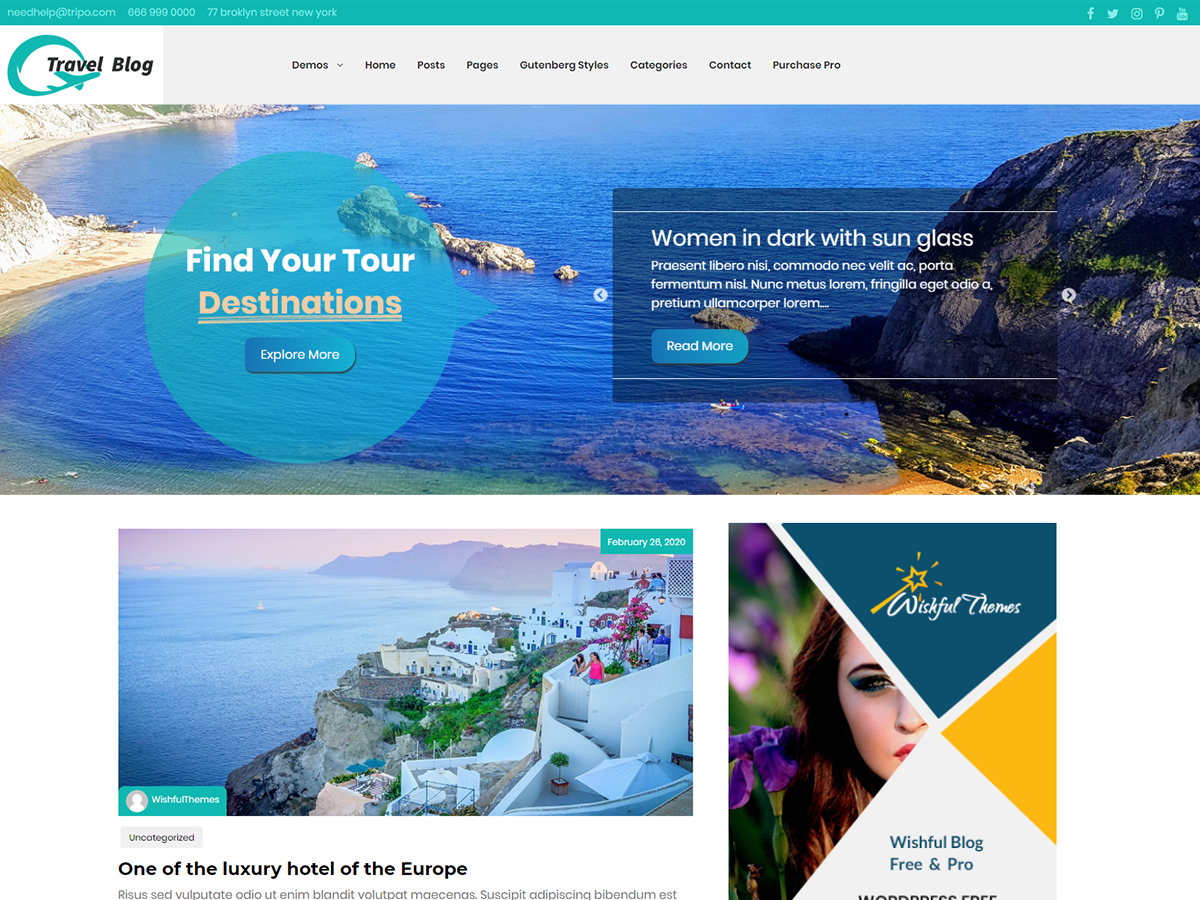 needhelp@tripo.com 666 999 0000 77 broklyn street new york
Travel Blog
Demos Home Posts Pages Gutenberg Styles Categories Contact Purchase Pro
Find Your Tour
Destinations
Explore More
Women in dark with sun glass
Praesent libero nisi, commodo nec velit ac, porta
fermentum nisl. Nunc metus lorem, fringilla eget odio a,
pretium ullamcorper lorem....
Read More
February 26, 2020
WishfulThemes
Uncategorized
One of the luxury hotel of the Europe
Risus sed vulputate odio ut enim blandit volutpat maecenas. Suscipit adipiscing bibendum est
Wishful Themes
Wishful Blog
Free & Pro
WORDPRESS FREE